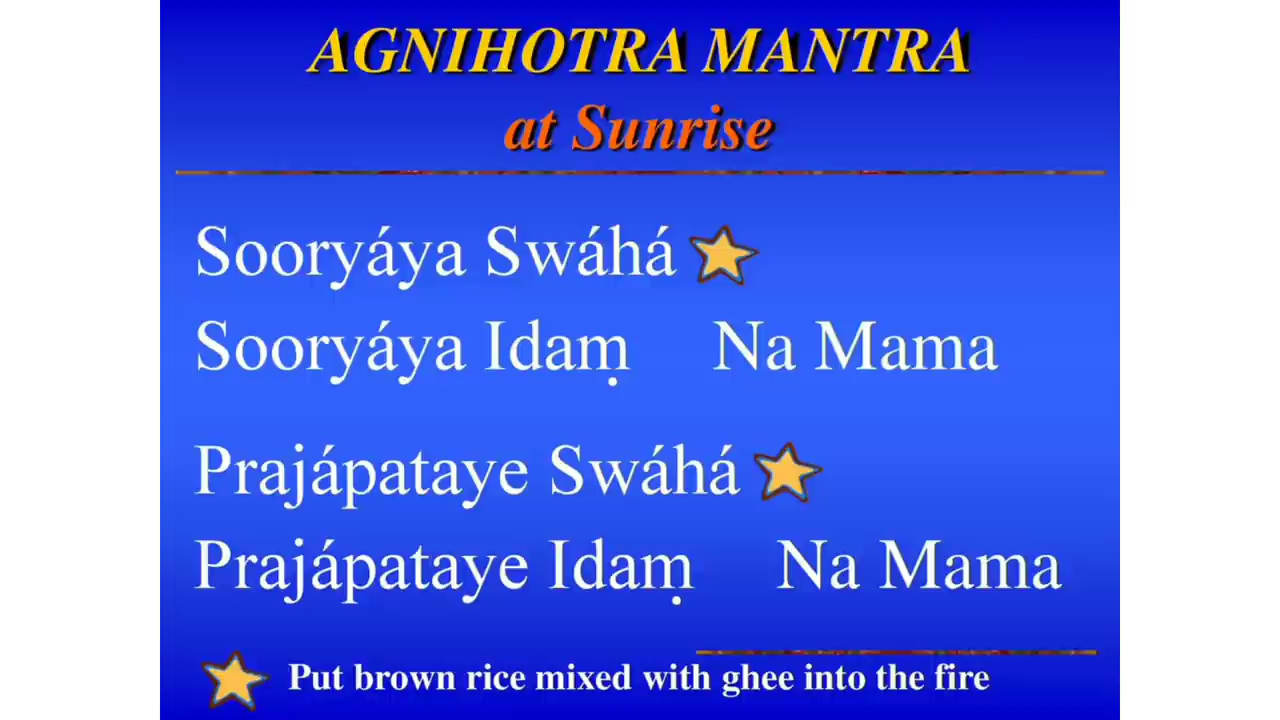 AGNIHOTRA MANTRA
at Sunrise
Sooryáya Swáhá
Sooryáya Idaṃ Na Mama
Prajápataye Swáhá
Prajápataye Idaṃ Na Mama
Put brown rice mixed with ghee into the fire